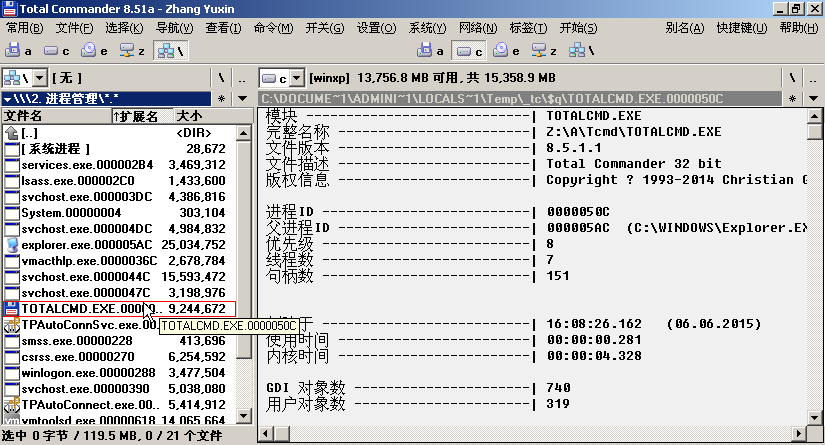 Total Commander 8.51a - Zhang Yuxin
常用(B) 文件(F) 选择(K) 导航(V) 查看(I) 命令(M) 开关(G) 设置(O) 系统(Y) 网络(N) 标签(T) 开始(S) 别名(A) 快捷键(U) 帮助(H)
a c e z \ a c e z \
\ [ 无 ] \ .. c [winxp] 13,756.8 MB 可用, 共 15,358.9 MB \ ..
\\\2. 进程管理\*.* * C:\DOCUME~1\ADMINI~1\LOCALS~1\Temp\_tc\$q\TOTALCMD.EXE.0000050C *
文件名 ↑扩展名 大小
[..] <DIR>
[ 系统进程 ] 28,672
services.exe.000002B4 3,469,312
lsass.exe.000002C0 1,433,600
svchost.exe.000003DC 4,386,816
System.00000004 303,104
svchost.exe.000004DC 4,984,832
explorer.exe.000005AC 25,034,752
vmacthlp.exe.0000036C 2,678,784
svchost.exe.0000044C 15,593,472
svchost.exe.0000047C 3,198,976
TOTALCMD.EXE.0000 .. 9,244,672
TPAutoConnSvc.exe.00
TOTALCMD.EXE.0000050C
smss.exe.00000228 413,696
csrss.exe.00000270 6,254,592
winlogon.exe.00000288 3,477,504
svchost.exe.00000390 5,038,080
TPAutoConnect.exe.00.. 5,414,912
vmtoolsd.exe.00000618 14,065,664
选中 0 字节 / 119.5 MB, 0 / 21 个文件
模块 ------------------------| TOTALCMD.EXE
完整名称 ------------------------| Z:\A\Tcmd\TOTALCMD.EXE
文件版本 ------------------------| 8.5.1.1
文件描述 ------------------------| Total Commander 32 bit
版权信息 ------------------------| Copyright ? 1993-2014 Christian G
进程ID ------------------------| 0000050C
父进程ID ------------------------| 000005AC (C:\WINDOWS\Explorer.EX
优先级 ------------------------| 8
线程数 ------------------------| 7
句柄数 ------------------------| 151
于 ------------------------| 16:08:26.162 (06.06.2015)
使用时间 ------------------------| 00:00:00.281
内核时间 ------------------------| 00:00:04.328
GDI 对象数 ------------------------| 740
用户对象数 ------------------------| 319